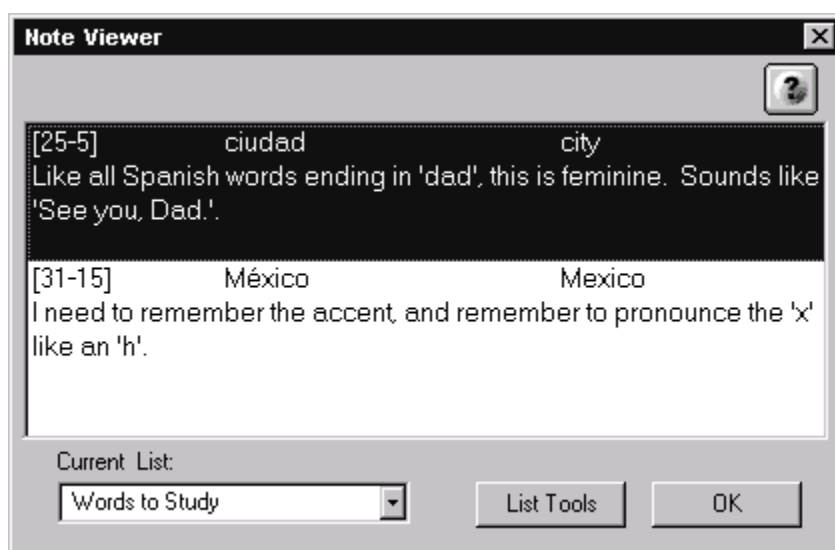 Note Viewer
[25-5] ciudad city
Like all Spanish words ending in 'dad', this is feminine. Sounds like
'See you, Dad.'.
[31-15] México Mexico
I need to remember the accent, and remember to pronounce the 'x'
like an 'h'.
Current List:
Words to Study
List Tools OK